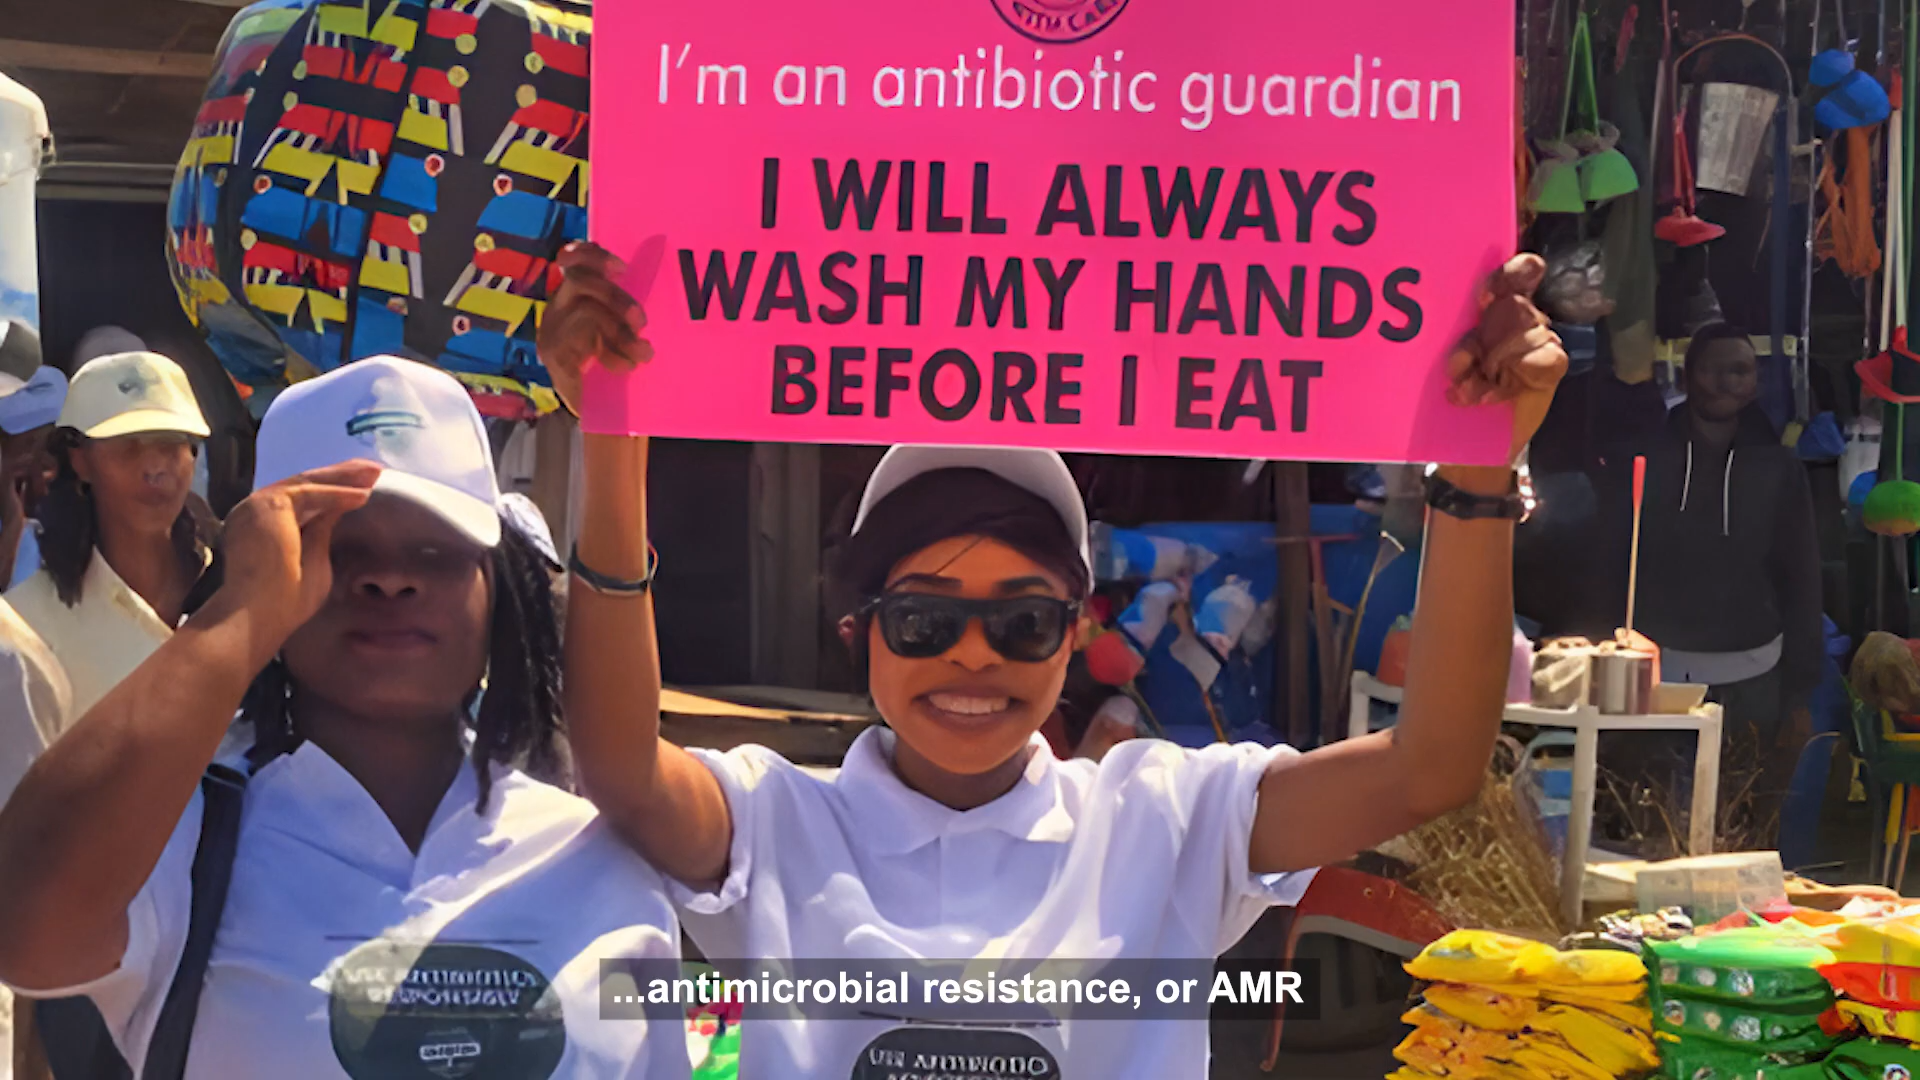 I'm an antibiotic guardian
I WILL ALWAYS
WASH MY HANDS
BEFORE I EAT
...antimicrobial resistance, or AMR